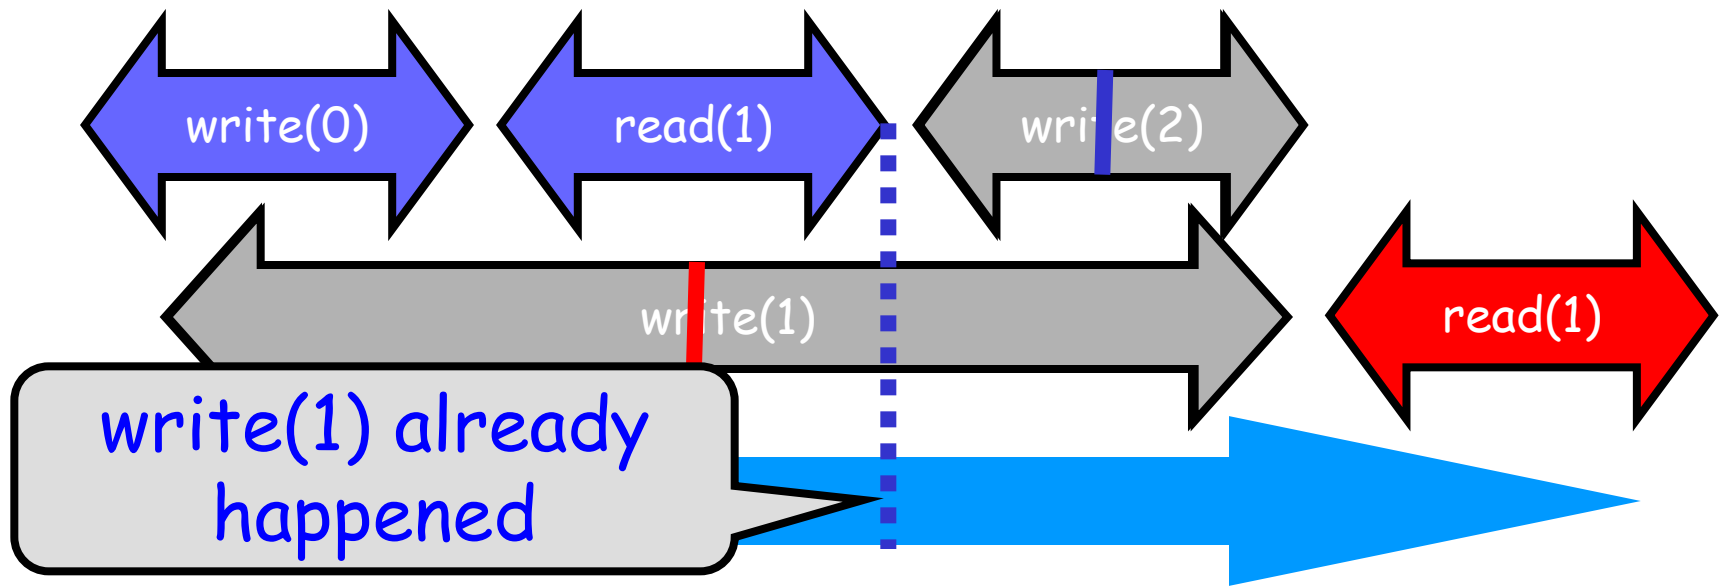 write(0)
read(1)
write(2)
write(1)
read(1)
write(1) already
happened